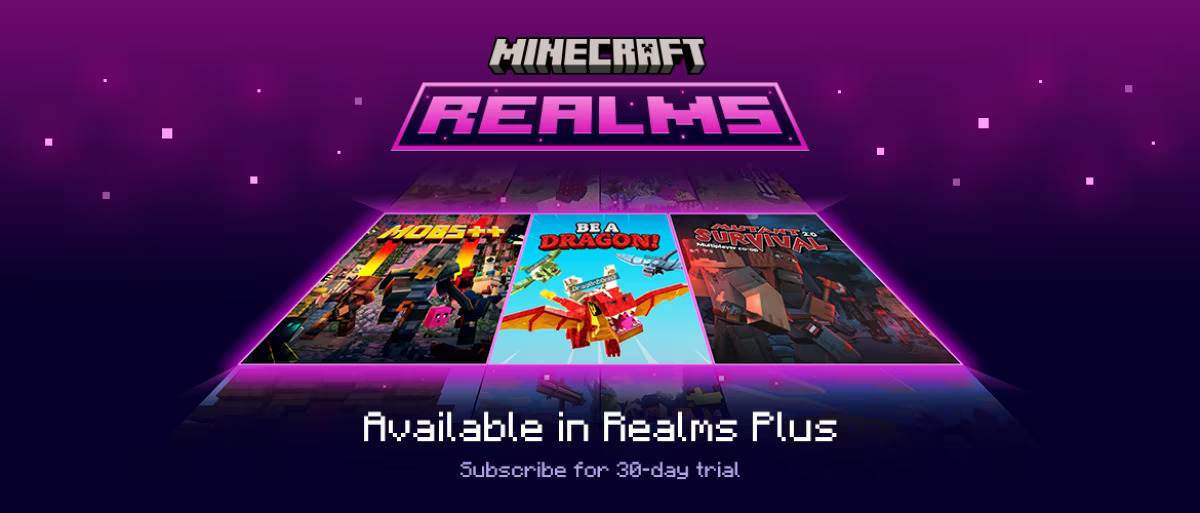 MINECRAFT
REALMS
MOBS++
BE A
DRAGON!
Dragonborne
MUTANT 2.0
SURVIVAL
Multiplayer co-op
Available in Realms Plus
Subscribe for 30-day trial